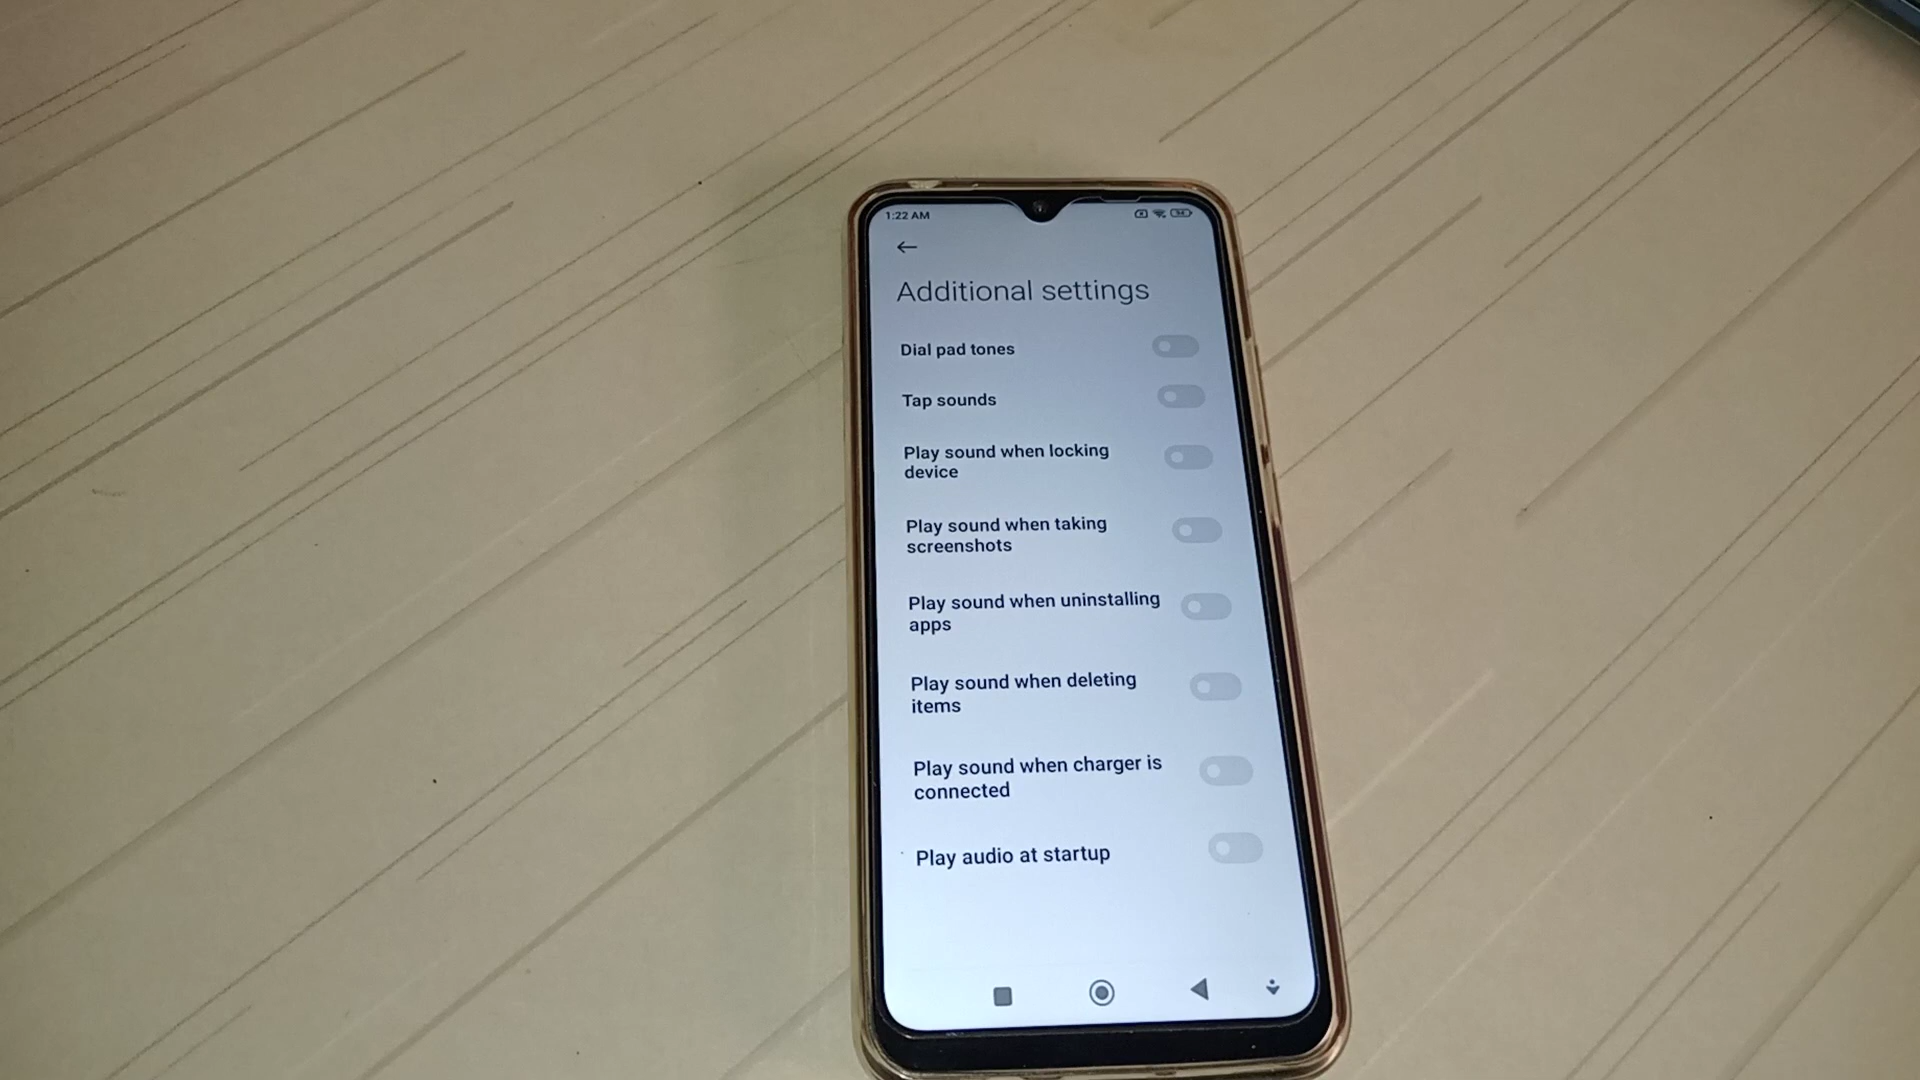 1:22 AM
Additional settings
Dial pad tones
Tap sounds
Play sound when locking
device
Play sound when taking
screenshots
Play sound when uninstalling
apps
Play sound when deleting
items
Play sound when charger is
connected
Play audio at startup